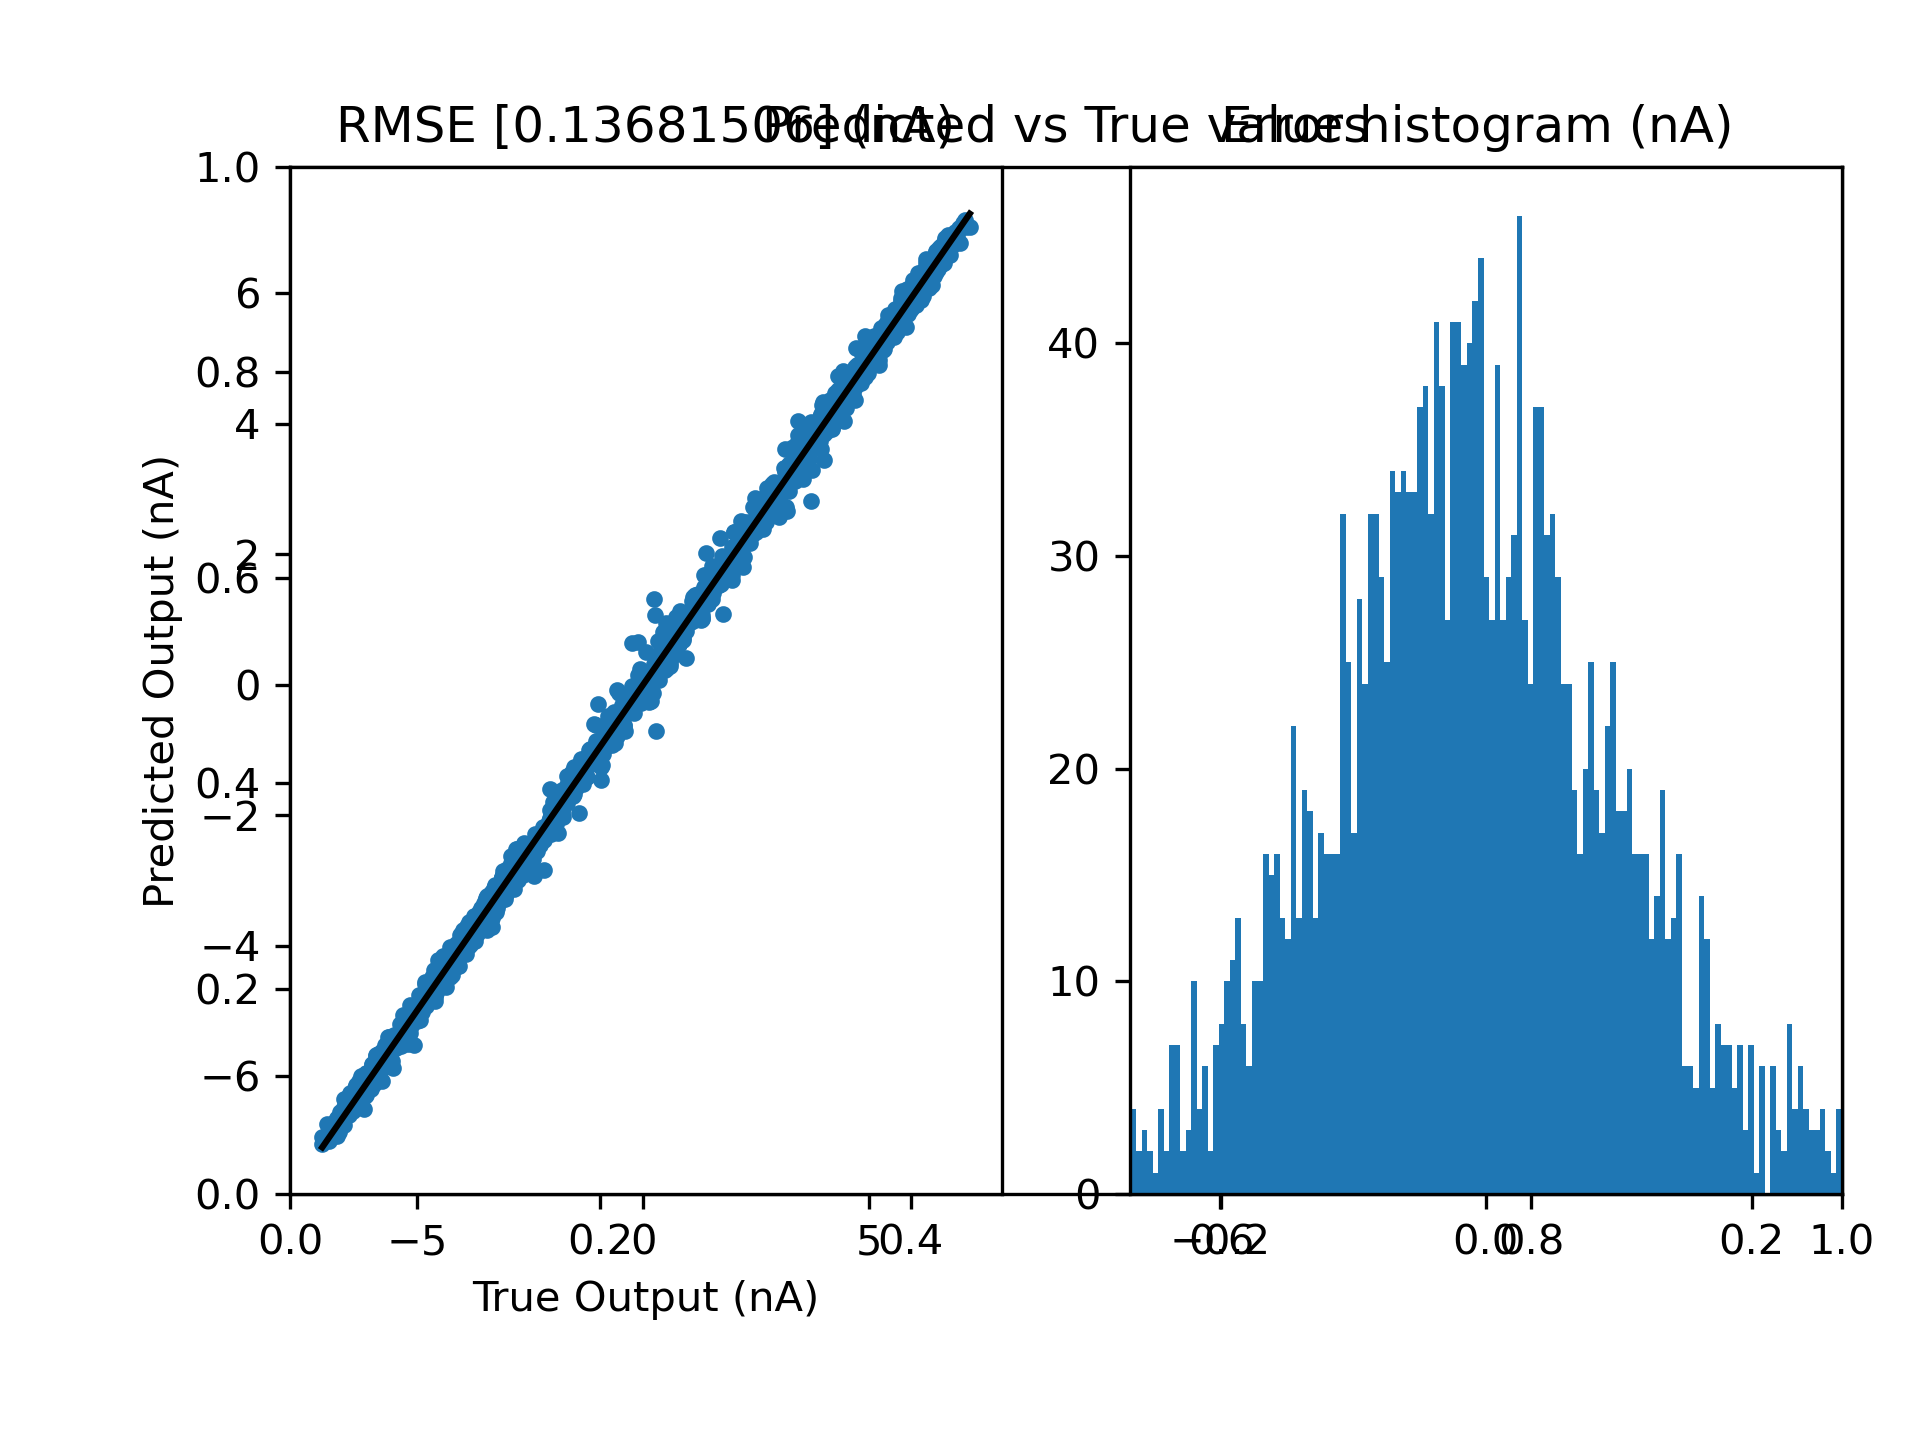 RMSE [0.13681506] (nA)
Predicted vs True values
Error histogram (nA)
1.0
6
0.8
4
2
0.6
0
0.4
−2
−4
0.2
−6
0.0
Predicted Output (nA)
40
30
20
10
0
0.0 −5 0.2 0 5 0.4
−0.2 0.6 0.0 0.8 0.2 1.0
True Output (nA)